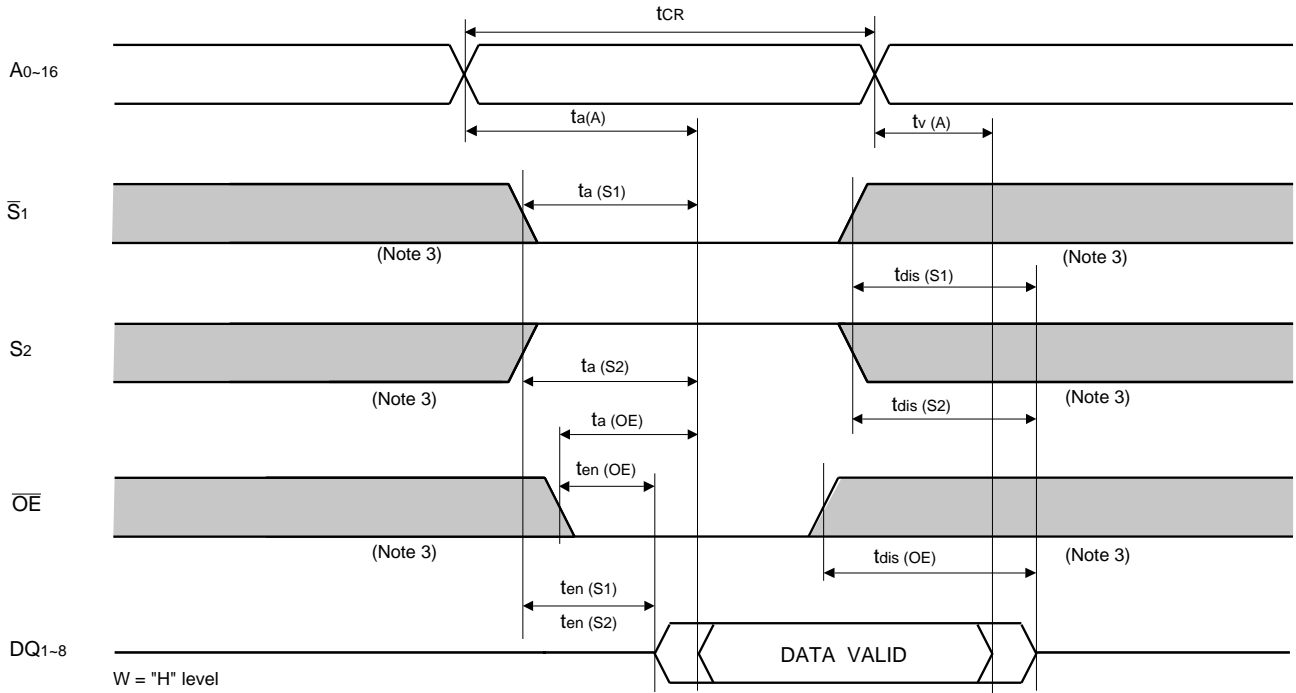 tCR
A0~16
ta(A)
tv (A)
ta (S1)
S̅1
(Note 3)
(Note 3)
tdis (S1)
S2
ta (S2)
(Note 3)
(Note 3)
tdis (S2)
ta (OE)
ten (OE)
O̅E̅
(Note 3)
(Note 3)
tdis (OE)
ten (S1)
ten (S2)
DQ1~8
DATA VALID
W = "H" level